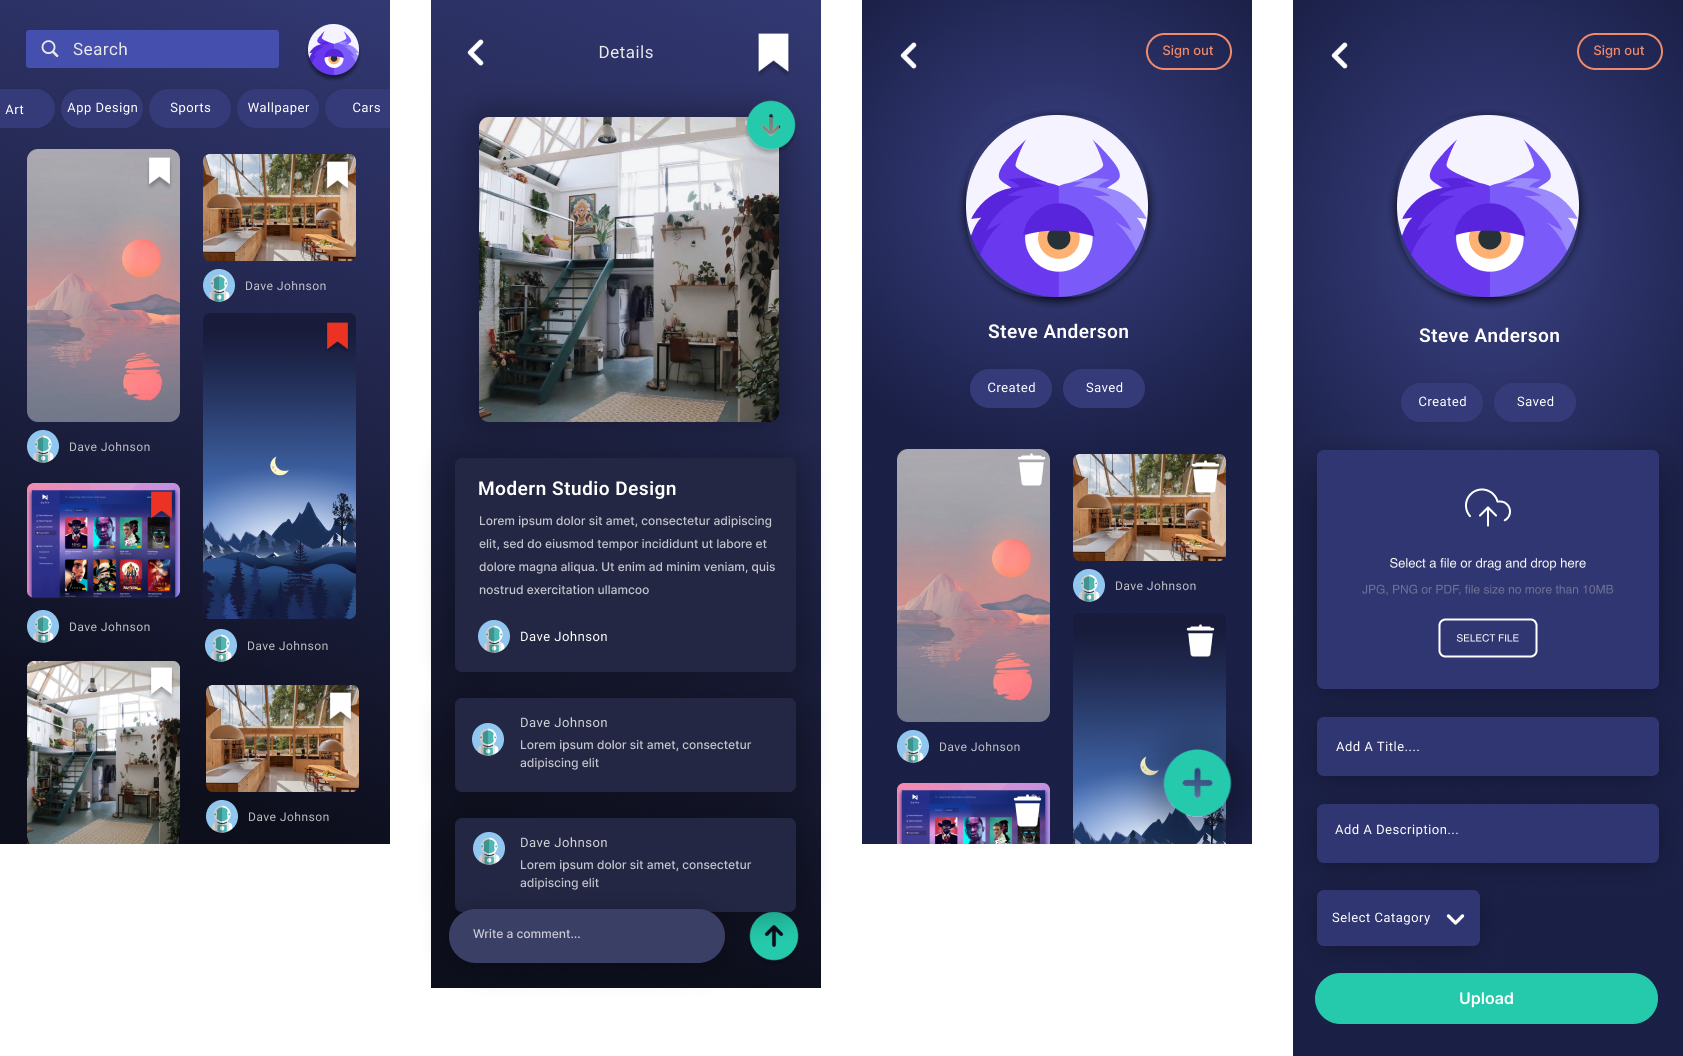 Search
Art
App Design
Sports
Wallpaper
Cars
Dave Johnson
Dave Johnson
Dave Johnson
Dave Johnson
Dave Johnson
Details
Modern Studio Design
Lorem ipsum dolor sit amet, consectetur adipiscing
elit, sed do eiusmod tempor incididunt ut labore et
dolore magna aliqua. Ut enim ad minim veniam, quis
nostrud exercitation ullamcoo
Dave Johnson
Dave Johnson
Lorem ipsum dolor sit amet, consectetur
adipiscing elit
Dave Johnson
Lorem ipsum dolor sit amet, consectetur
adipiscing elit
Write a comment...
Sign out
Steve Anderson
Created
Saved
Dave Johnson
Dave Johnson
Sign out
Steve Anderson
Created
Saved
Select a file or drag and drop here
JPG, PNG or PDF, file size no more than 10MB
SELECT FILE
Add A Title....
Add A Description...
Select Catagory
Upload